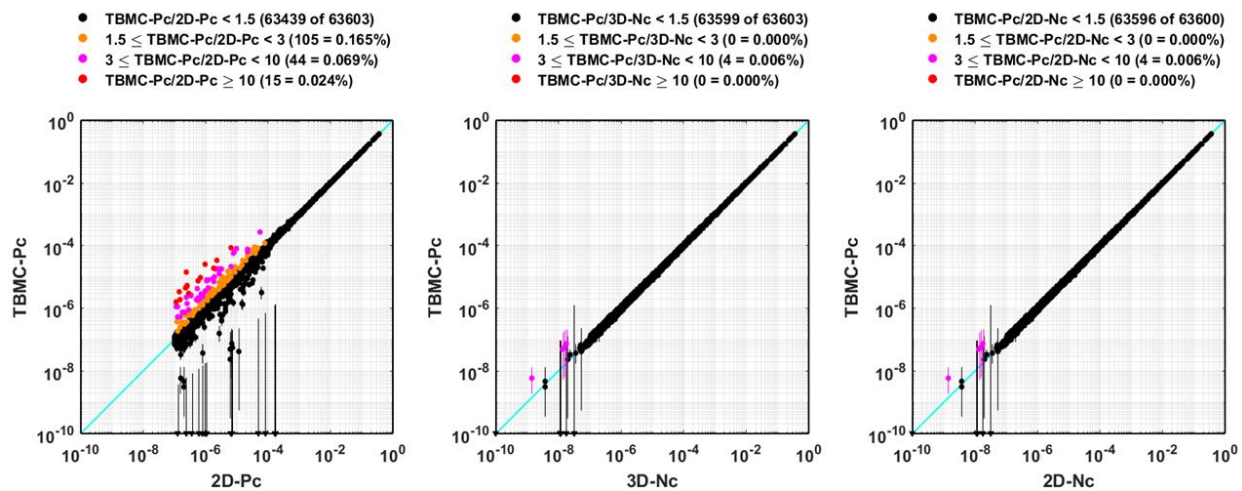 TBMC-Pc/2D-Pc < 1.5 (63439 of 63603)
1.5 ≤ TBMC-Pc/2D-Pc < 3 (105 = 0.165%)
3 ≤ TBMC-Pc/2D-Pc < 10 (44 = 0.069%)
TBMC-Pc/2D-Pc ≥ 10 (15 = 0.024%)
10^0
10^-2
10^-4
10^-6
10^-8
10^-10
TBMC-Pc
10^-10 10^-8 10^-6 10^-4 10^-2 10^0
2D-Pc
TBMC-Pc/3D-Nc < 1.5 (63599 of 63603)
1.5 ≤ TBMC-Pc/3D-Nc < 3 (0 = 0.000%)
3 ≤ TBMC-Pc/3D-Nc < 10 (4 = 0.006%)
TBMC-Pc/3D-Nc ≥ 10 (0 = 0.000%)
10^0
10^-2
10^-4
10^-6
10^-8
10^-10
TBMC-Pc
10^-10 10^-8 10^-6 10^-4 10^-2 10^0
3D-Nc
TBMC-Pc/2D-Nc < 1.5 (63596 of 63600)
1.5 ≤ TBMC-Pc/2D-Nc < 3 (0 = 0.000%)
3 ≤ TBMC-Pc/2D-Nc < 10 (4 = 0.006%)
TBMC-Pc/2D-Nc ≥ 10 (0 = 0.000%)
10^0
10^-2
10^-4
10^-6
10^-8
10^-10
TBMC-Pc
10^-10 10^-8 10^-6 10^-4 10^-2 10^0
2D-Nc